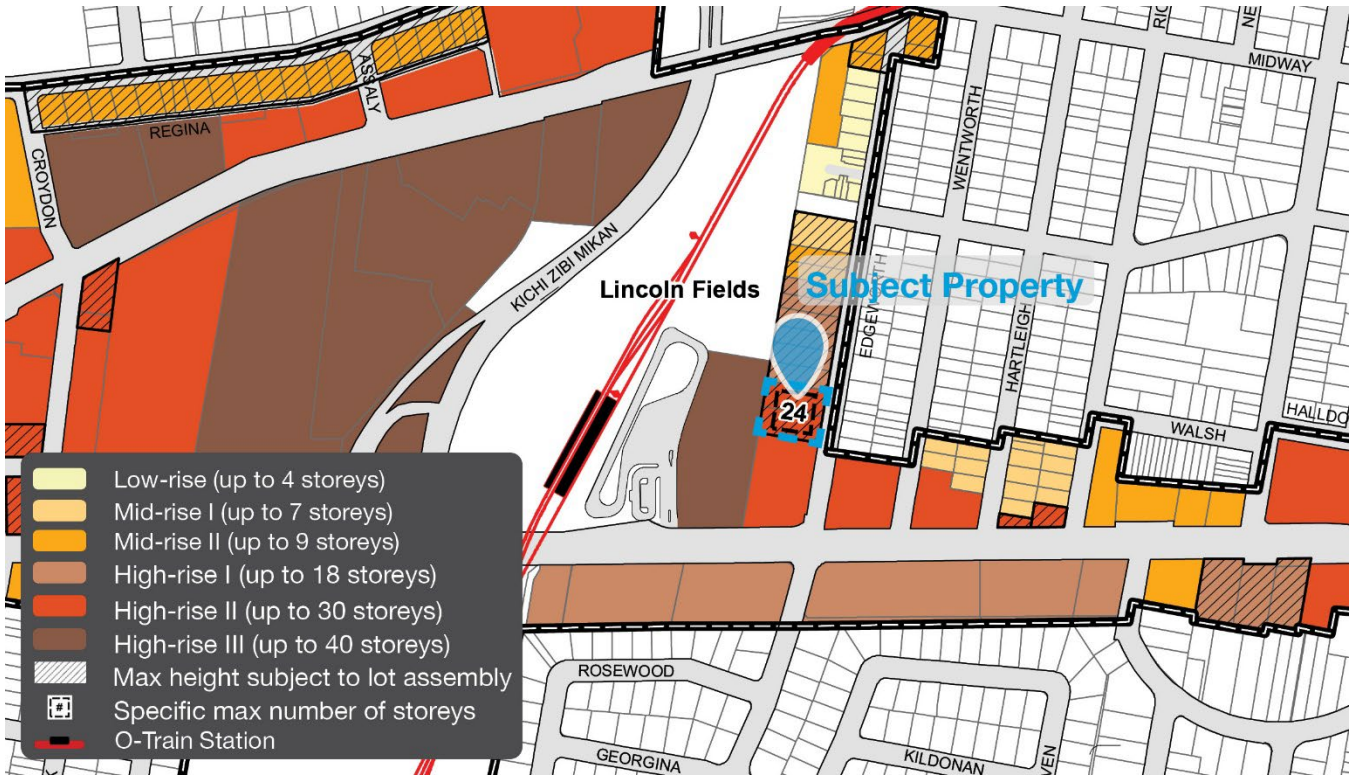 MIDWAY
ASSALY
REGINA
CROYDON
WENTWORTH
KICHI ZIBI MIKAN
Lincoln Fields
Subject Property
EDGEWORTH
HARTLEIGH
24
WALSH
Low-rise (up to 4 storeys)
Mid-rise I (up to 7 storeys)
Mid-rise II (up to 9 storeys)
High-rise I (up to 18 storeys)
High-rise II (up to 30 storeys)
High-rise III (up to 40 storeys)
Max height subject to lot assembly
#
Specific max number of storeys
O-Train Station
ROSEWOOD
GEORGINA
KILDONAN